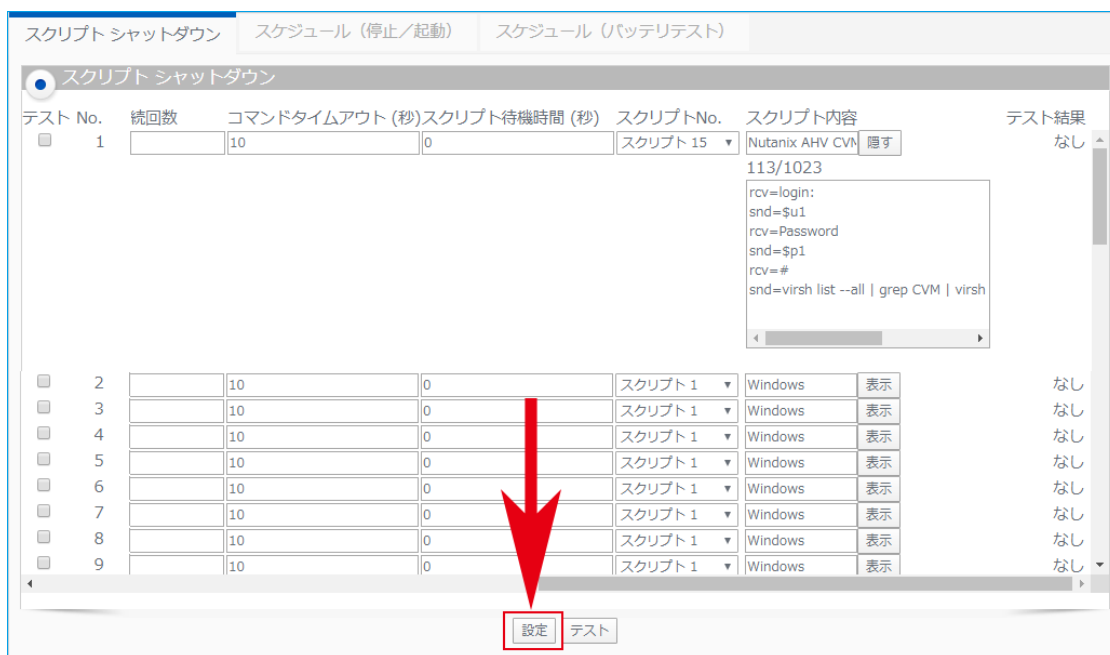 スクリプト シャットダウン スケジュール（停止／起動） スケジュール（バッテリテスト）
スクリプト シャットダウン
テスト No. 続回数 コマンドタイムアウト (秒) スクリプト待機時間 (秒) スクリプトNo. スクリプト内容 テスト結果
1 10 0 スクリプト 15 Nutanix AHV CVM 隠す なし
113/1023
rcv=login:
snd=$u1
rcv=Password
snd=$p1
rcv=#
snd=virsh list --all | grep CVM | virsh
2 10 0 スクリプト 1 Windows 表示 なし
3 10 0 スクリプト 1 Windows 表示 なし
4 10 0 スクリプト 1 Windows 表示 なし
5 10 0 スクリプト 1 Windows 表示 なし
6 10 0 スクリプト 1 Windows 表示 なし
7 10 0 スクリプト 1 Windows 表示 なし
8 10 0 スクリプト 1 Windows 表示 なし
9 10 0 スクリプト 1 Windows 表示 なし
設定 テスト